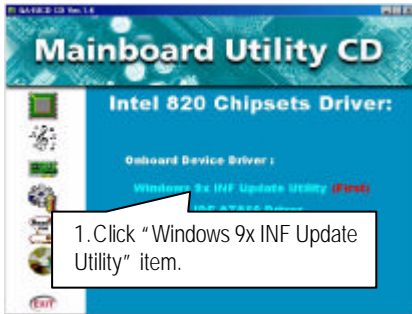 Mainboard Utility CD
Intel 820 Chipsets Driver:
Onboard Device Driver :
Windows 9x INF Update Utility (First)
1.Click “Windows 9x INF Update
Utility” item.
EXIT